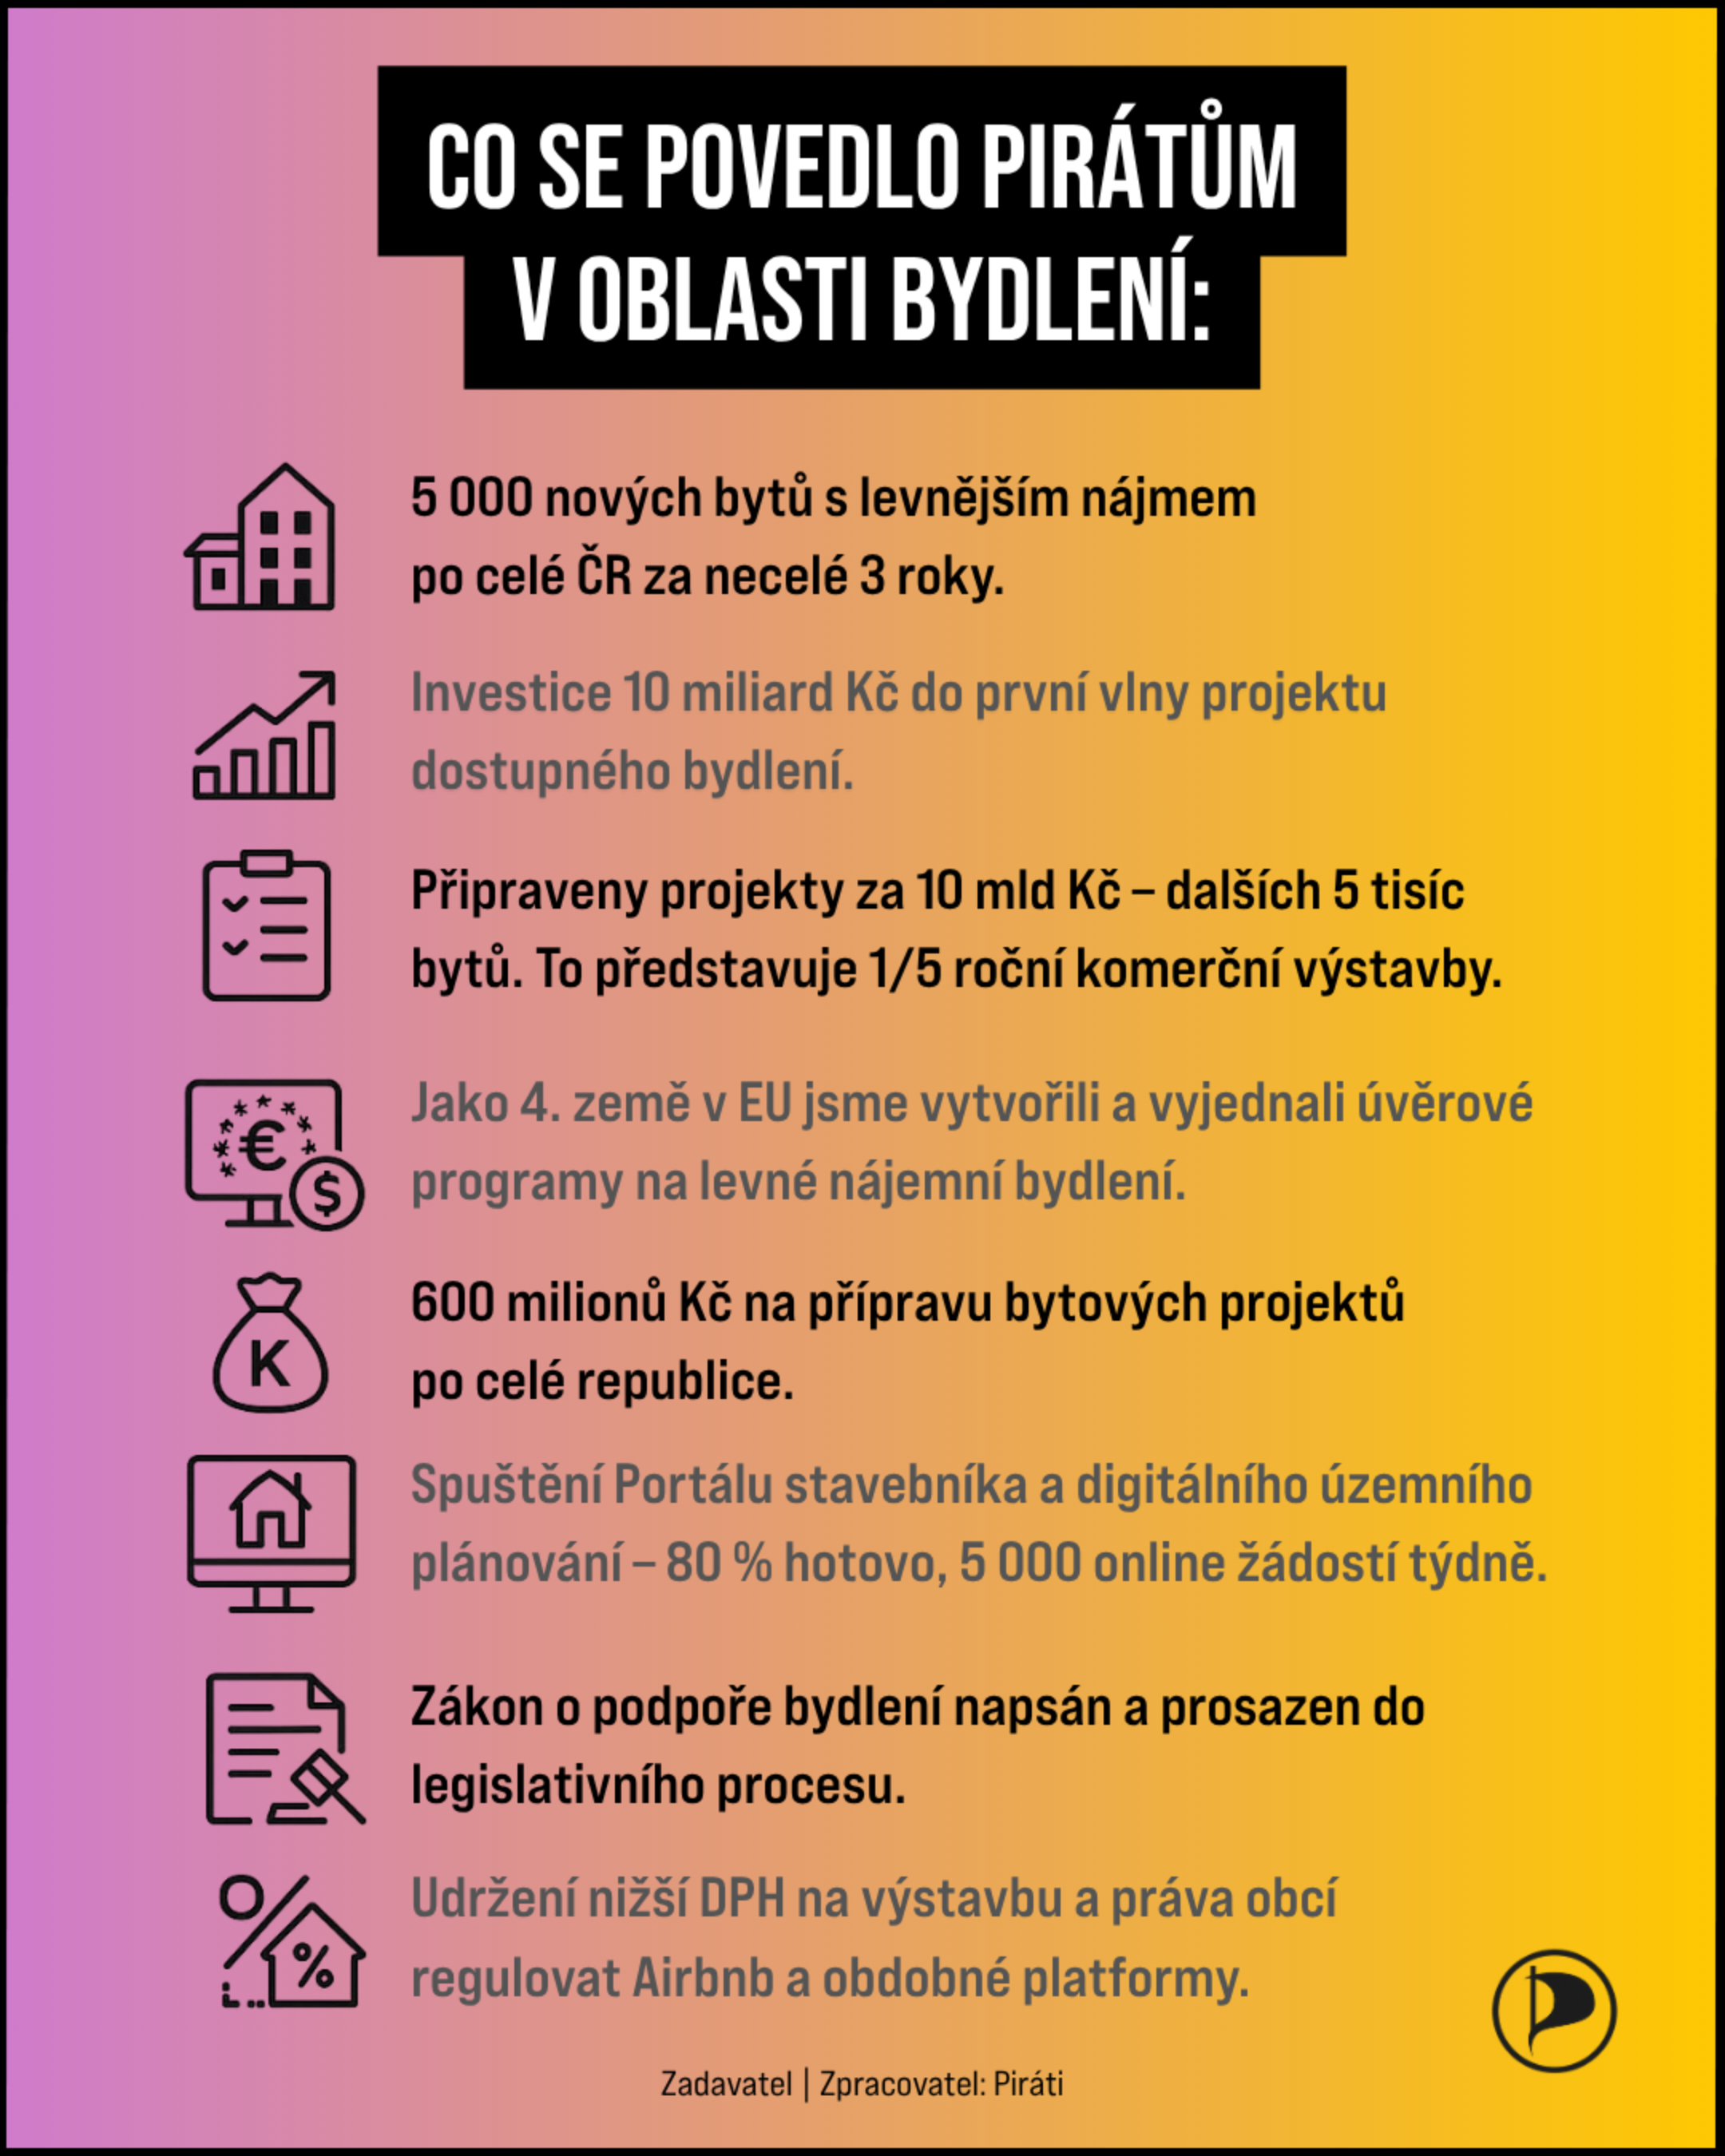 CO SE POVEDLO PIRÁTŮM
V OBLASTI BYDLENÍ:
5 000 nových bytů s levnějším nájmem
po celé ČR za necelé 3 roky.
Investice 10 miliard Kč do první vlny projektu
dostupného bydlení.
Připraveny projekty za 10 mld Kč – dalších 5 tisíc
bytů. To představuje 1/5 roční komerční výstavby.
Jako 4. země v EU jsme vytvořili a vyjednali úvěrové
programy na levné nájemní bydlení.
€
$
600 milionů Kč na přípravu bytových projektů
po celé republice.
K
Spuštění Portálu stavebníka a digitálního územního
plánování – 80 % hotovo, 5 000 online žádostí týdně.
Zákon o podpoře bydlení napsán a prosazen do
legislativního procesu.
Udržení nižší DPH na výstavbu a práva obcí
regulovat Airbnb a obdobné platformy.
%
Zadavatel | Zpracovatel: Piráti